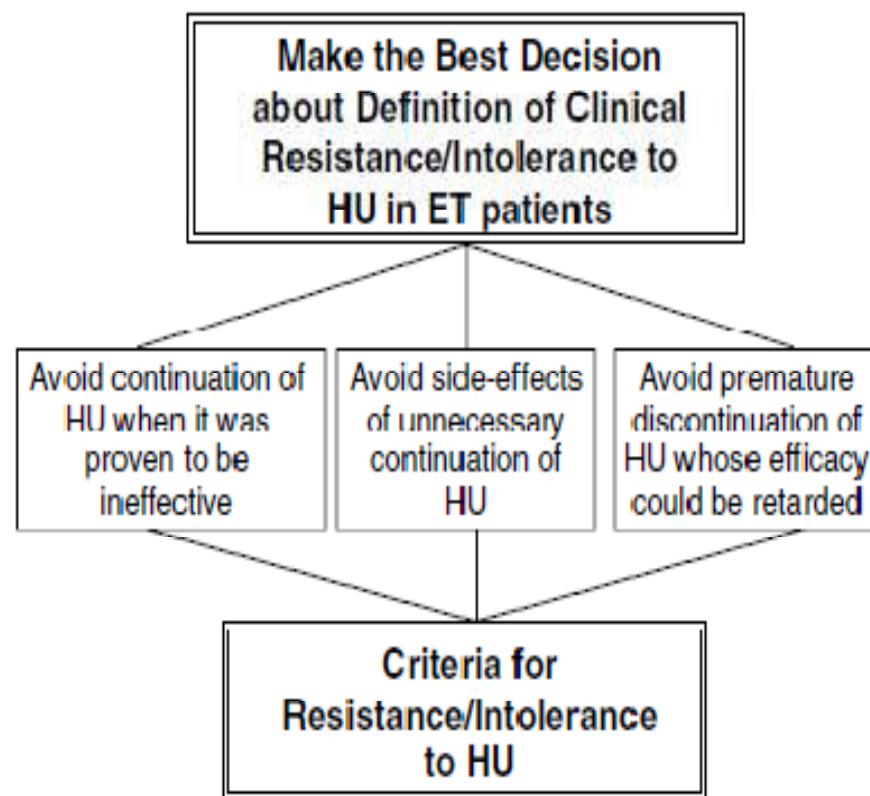 Make the Best Decision
about Definition of Clinical
Resistance/Intolerance to
HU in ET patients
Avoid continuation of
HU when it was
proven to be
ineffective
Avoid side-effects
of unnecessary
continuation of
HU
Avoid premature
discontinuation of
HU whose efficacy
could be retarded
Criteria for
Resistance/Intolerance
to HU